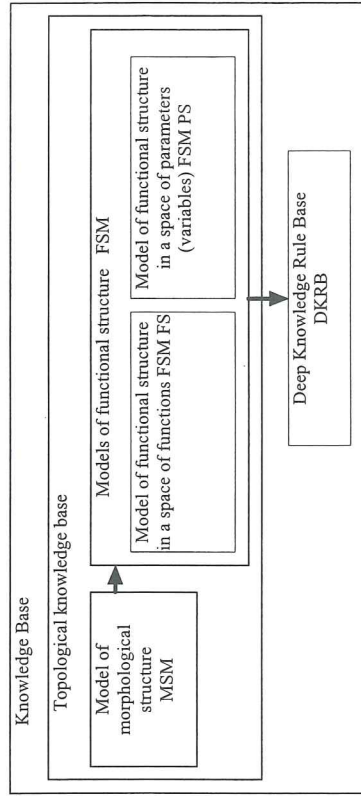 Knowledge Base
Topological knowledge base
Model of
morphological
structure
MSM
Models of functional structure FSM
Model of functional structure
in a space of functions FSM FS
Model of functional structure
in a space of parameters
(variables) FSM PS
Deep Knowledge Rule Base
DKRB